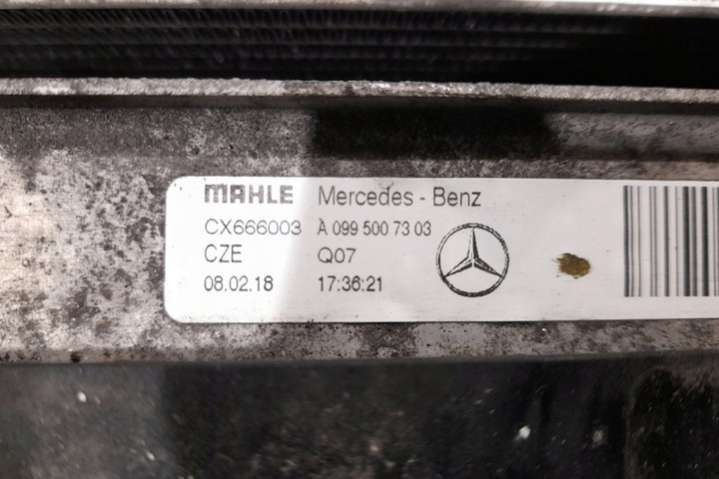 MAHLE Mercedes - Benz
CX666003 A 099 500 73 03
CZE Q07
08.02.18 17:36:21